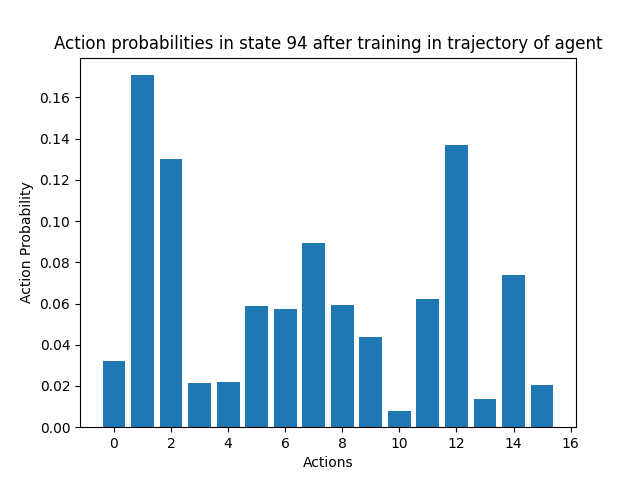 Action probabilities in state 94 after training in trajectory of agent
0.16
0.14
0.12
0.10
0.08
0.06
0.04
0.02
0.00
Action Probability
0 2 4 6 8 10 12 14 16
Actions